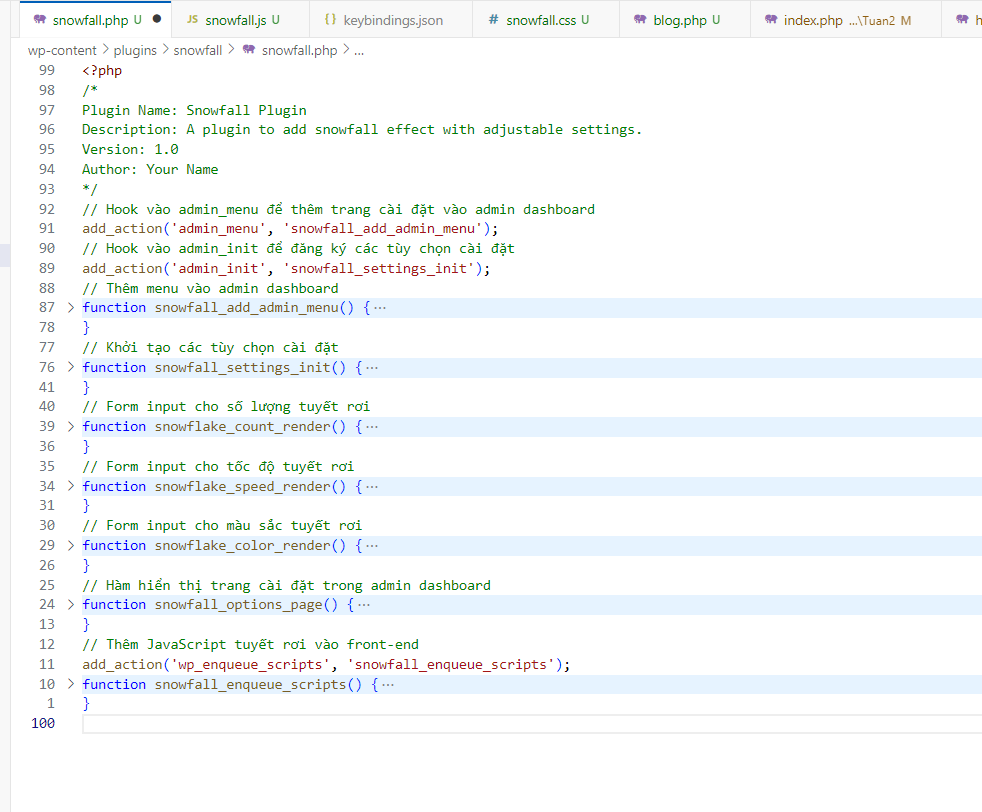 snowfall.php U ●
JS snowfall.js U
{} keybindings.json
# snowfall.css U
blog.php U
index.php ...\Tuan2 M
h
wp-content > plugins > snowfall > snowfall.php > ...
99 <?php
98 /*
97 Plugin Name: Snowfall Plugin
96 Description: A plugin to add snowfall effect with adjustable settings.
95 Version: 1.0
94 Author: Your Name
93 */
92 // Hook vào admin_menu để thêm trang cài đặt vào admin dashboard
91 add_action('admin_menu', 'snowfall_add_admin_menu');
90 // Hook vào admin_init để đăng ký các tùy chọn cài đặt
89 add_action('admin_init', 'snowfall_settings_init');
88 // Thêm menu vào admin dashboard
87 > function snowfall_add_admin_menu() { ···
78 }
77 // Khởi tạo các tùy chọn cài đặt
76 > function snowfall_settings_init() { ···
41 }
40 // Form input cho số lượng tuyết rơi
39 > function snowflake_count_render() { ···
36 }
35 // Form input cho tốc độ tuyết rơi
34 > function snowflake_speed_render() { ···
31 }
30 // Form input cho màu sắc tuyết rơi
29 > function snowflake_color_render() { ···
26 }
25 // Hàm hiển thị trang cài đặt trong admin dashboard
24 > function snowfall_options_page() { ···
13 }
12 // Thêm JavaScript tuyết rơi vào front-end
11 add_action('wp_enqueue_scripts', 'snowfall_enqueue_scripts');
10 > function snowfall_enqueue_scripts() { ···
1 }
100